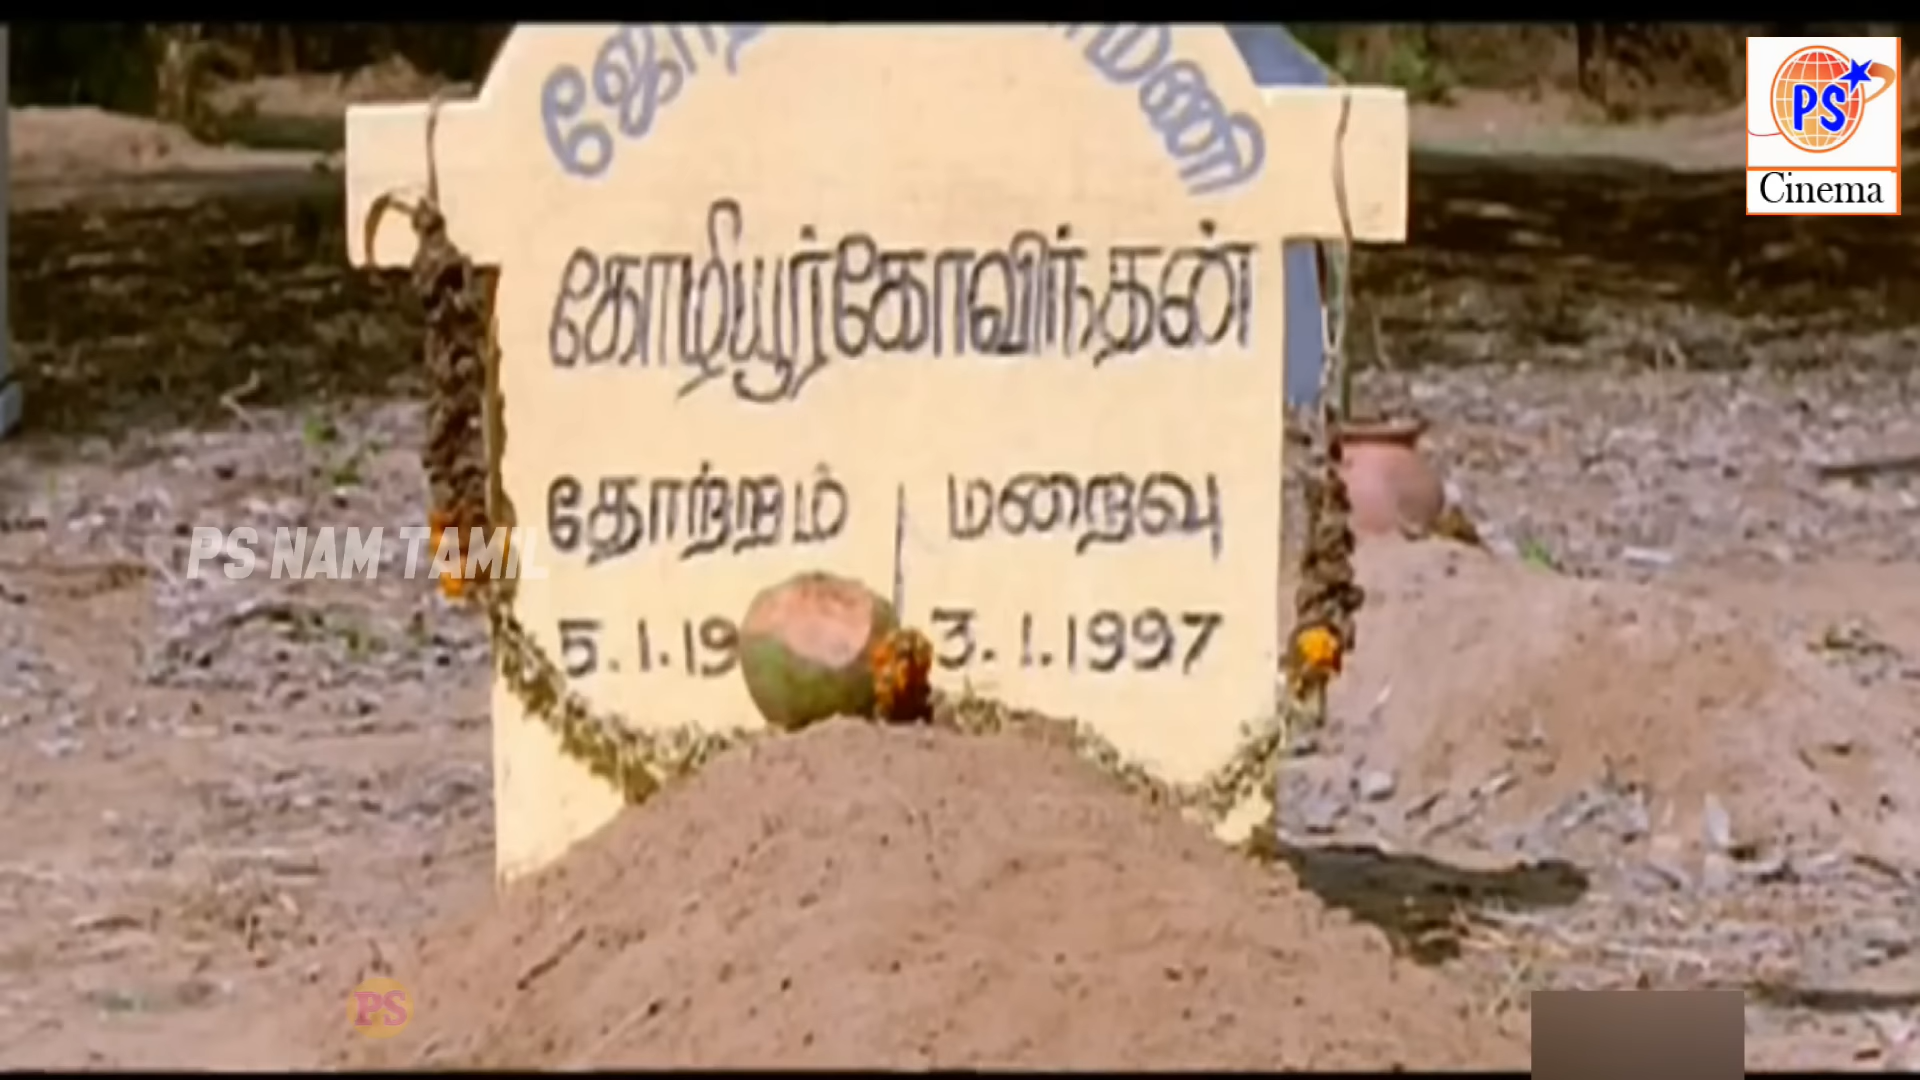 கோழியூர்கோவிந்தன்
தோற்றம் மறைவு
5.1.19 3.1.1997
PS
Cinema
PS NAM TAMIL
PS